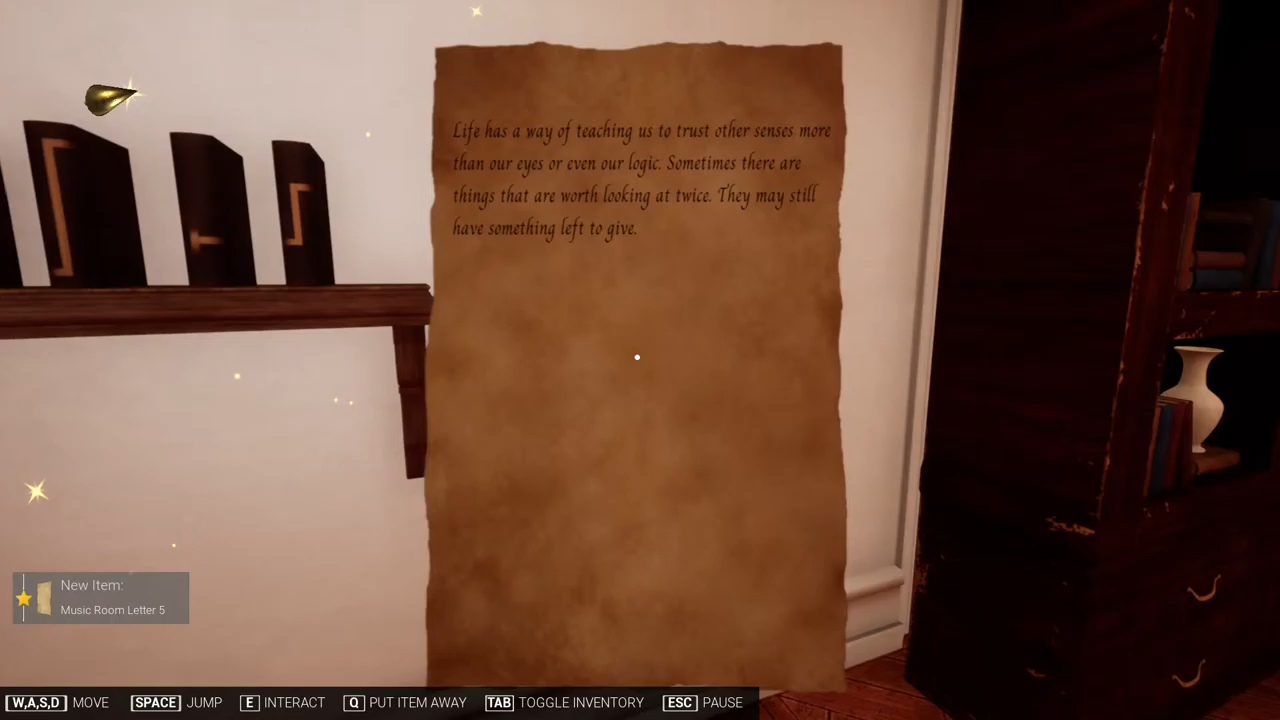 Life has a way of teaching us to trust other senses more
than our eyes or even our logic. Sometimes there are
things that are worth looking at twice. They may still
have something left to give.
New Item:
Music Room Letter 5
W,A,S,D MOVE SPACE JUMP E INTERACT Q PUT ITEM AWAY TAB TOGGLE INVENTORY ESC PAUSE